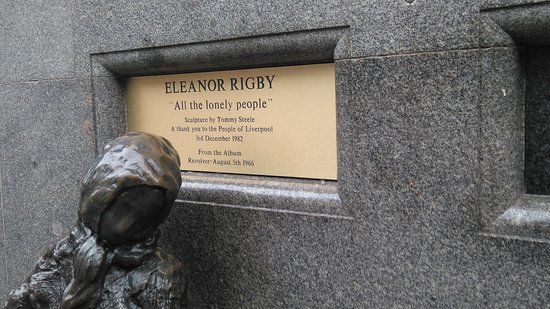 ELEANOR RIGBY
"All the lonely people"
Sculpture by Tommy Steele
A thank you to the People of Liverpool
3rd December 1982
From the Album
Revolver-August 5th 1966